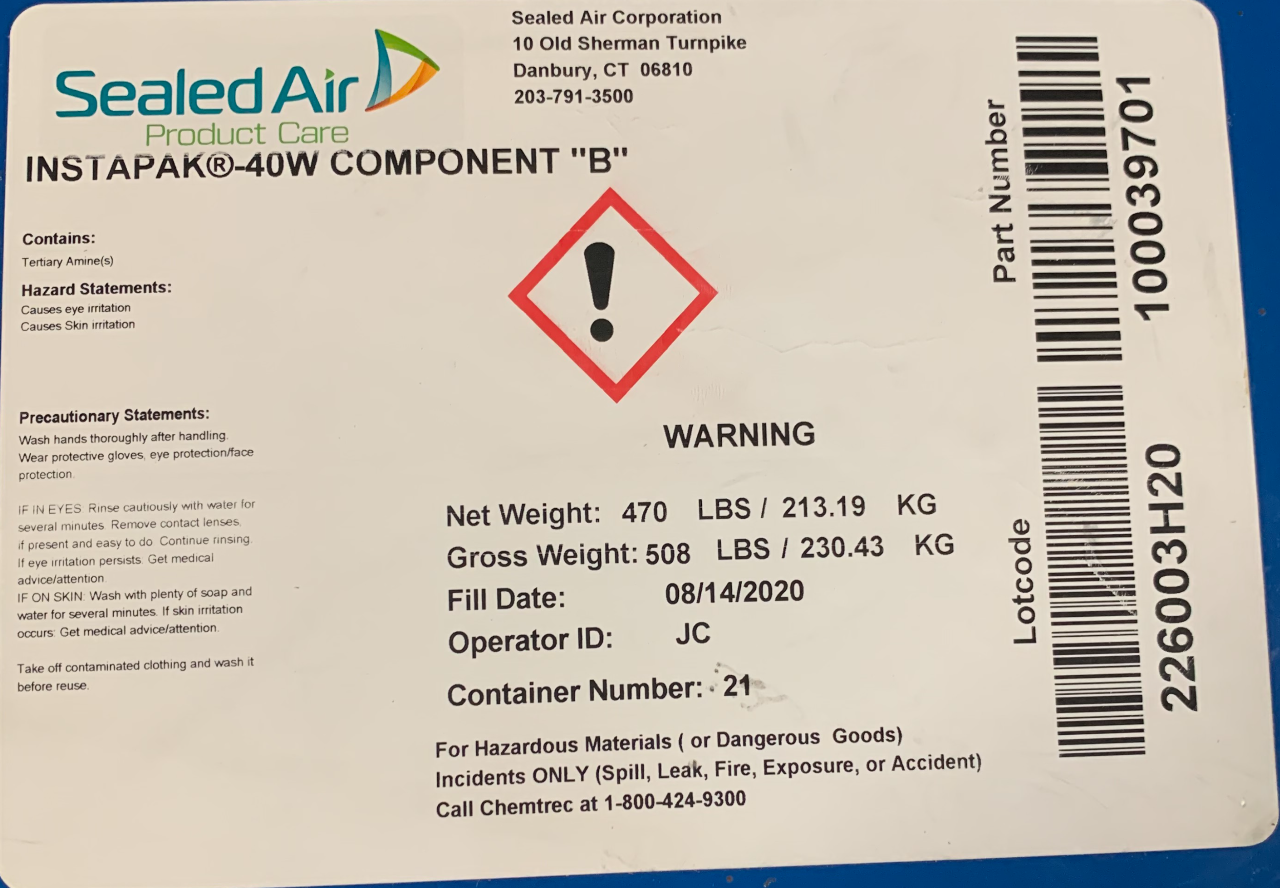 Sealed Air Corporation
10 Old Sherman Turnpike
Danbury, CT 06810
203-791-3500
Sealed Air
Product Care
INSTAPAK®-40W COMPONENT "B"
Contains:
Tertiary Amine(s)
Hazard Statements:
Causes eye irritation
Causes Skin irritation
Precautionary Statements:
Wash hands thoroughly after handling.
Wear protective gloves, eye protection/face
protection.
IF IN EYES: Rinse cautiously with water for
several minutes. Remove contact lenses,
if present and easy to do. Continue rinsing.
If eye irritation persists: Get medical
advice/attention.
IF ON SKIN: Wash with plenty of soap and
water for several minutes. If skin irritation
occurs: Get medical advice/attention.
Take off contaminated clothing and wash it
before reuse.
WARNING
Net Weight: 470 LBS / 213.19 KG
Gross Weight: 508 LBS / 230.43 KG
Fill Date: 08/14/2020
Operator ID: JC
Container Number: 21
For Hazardous Materials ( or Dangerous Goods)
Incidents ONLY (Spill, Leak, Fire, Exposure, or Accident)
Call Chemtrec at 1-800-424-9300
Part Number
100039701
Lotcode
226003H20